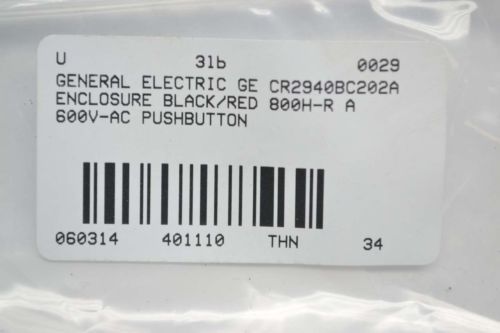 U 31b 0029
GENERAL ELECTRIC GE CR2940BC202A
ENCLOSURE BLACK/RED 800H-R A
600V-AC PUSHBUTTON
060314 401110 THN 34